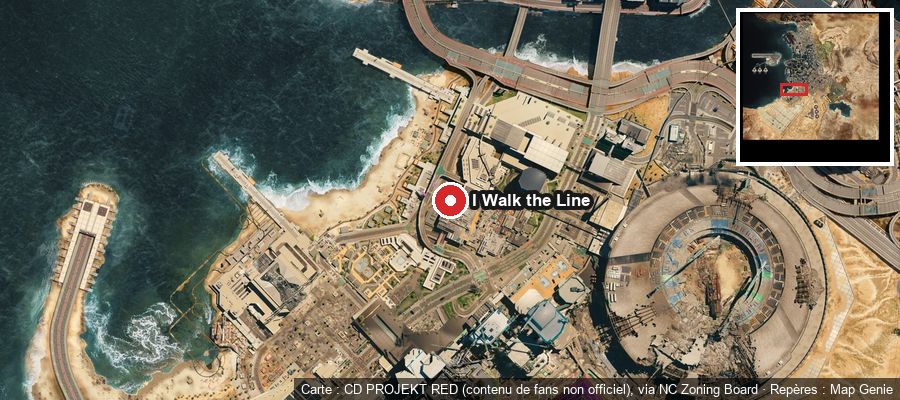 I Walk the Line
Carte : CD PROJEKT RED (contenu de fans non officiel), via NC Zoning Board · Repères : Map Genie